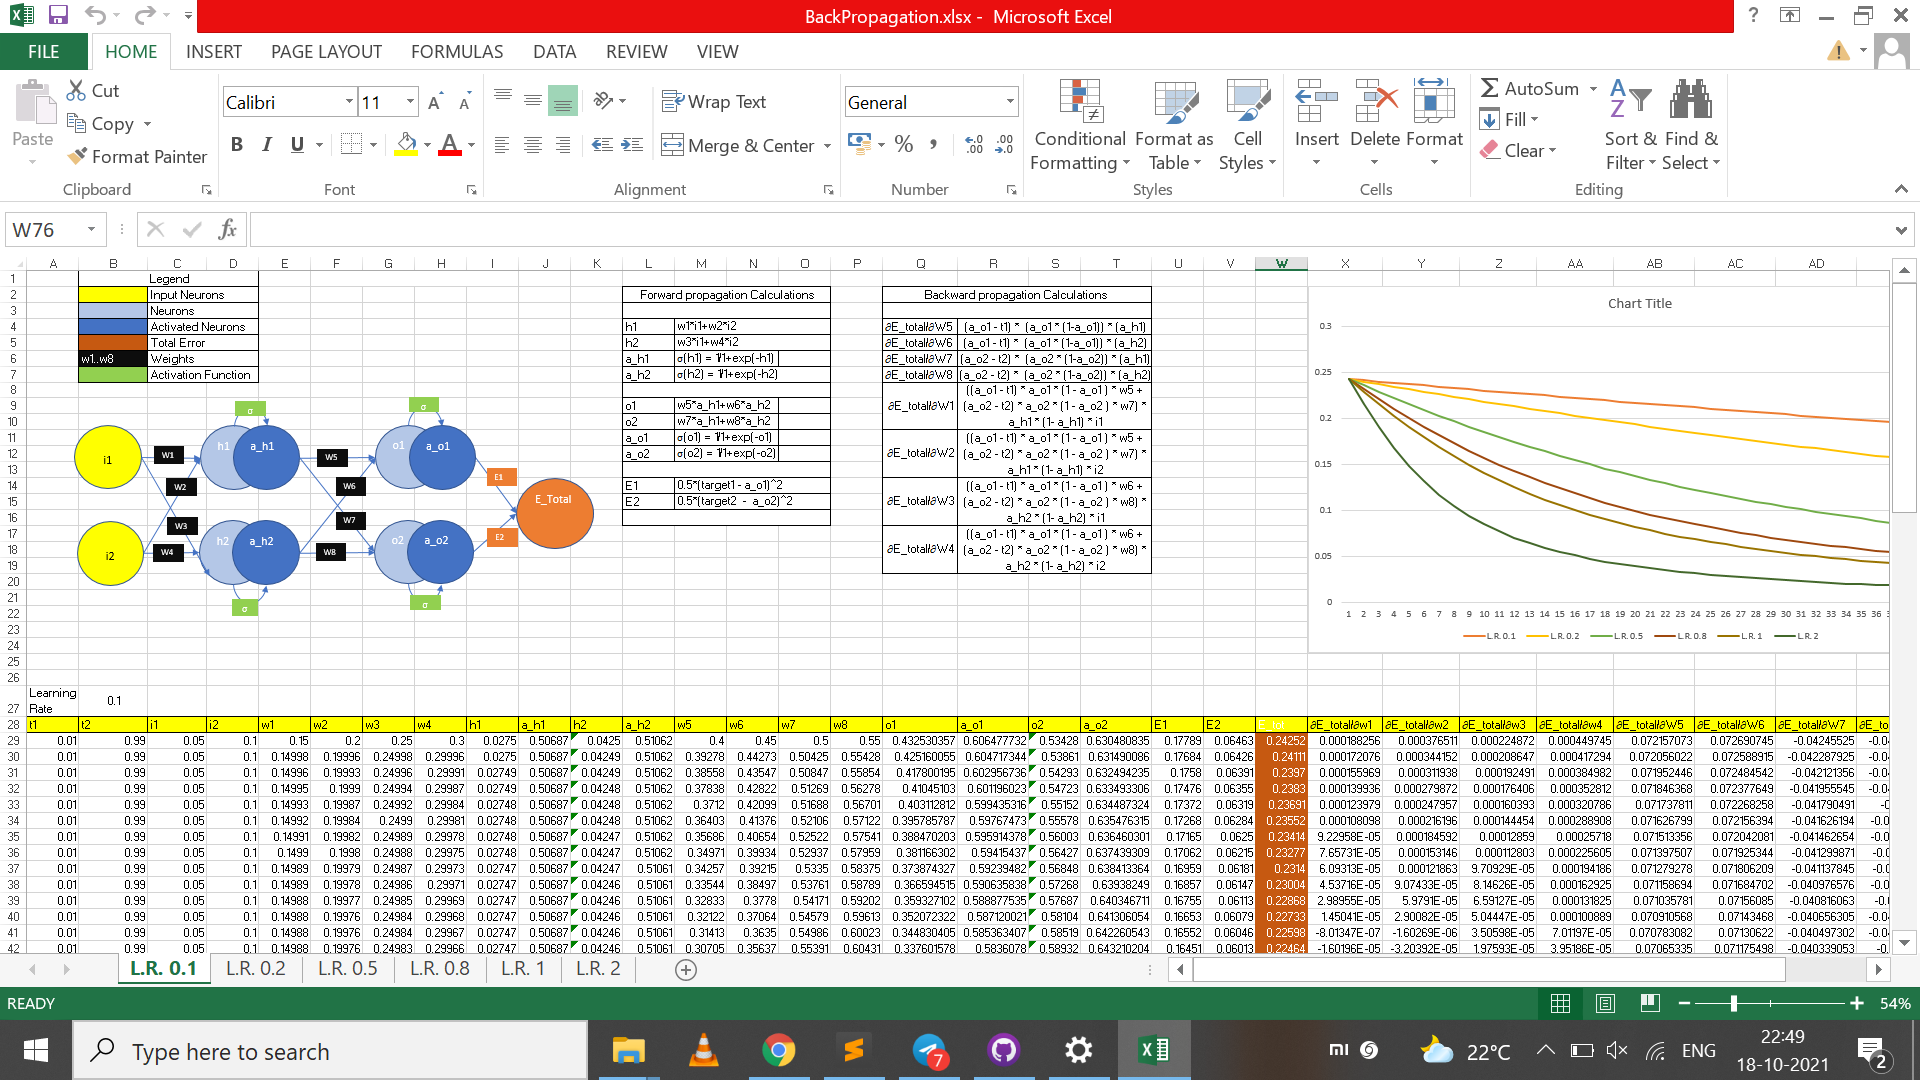 BackPropagation.xlsx - Microsoft Excel
FILE HOME INSERT PAGE LAYOUT FORMULAS DATA REVIEW VIEW
Paste
Cut
Copy
Format Painter
Calibri 11
B I U
Wrap Text
Merge & Center
General
Conditional Formatting
Format as Table
Cell Styles
Insert Delete Format
AutoSum
Fill
Clear
Sort & Filter
Find & Select
Clipboard Font Alignment Number Styles Cells Editing
W76 fx
A B C D E F G H I J K L M N O P Q R S T U V W X Y Z AA AB AC AD
Legend
Input Neurons
Neurons
Activated Neurons
Total Error
w1..w8 Weights
Activation Function
i1 W1 W2 h1 a_h1 σ W5 W6 o1 a_o1 σ E1 E_Total
i2 W3 W4 h2 a_h2 σ W7 W8 o2 a_o2 σ E2
Forward propagation Calculations
h1 w1*i1+w2*i2
h2 w3*i1+w4*i2
a_h1 σ(h1) = 1/1+exp(-h1)
a_h2 σ(h2) = 1/1+exp(-h2)
o1 w5*a_h1+w6*a_h2
o2 w7*a_h1+w8*a_h2
a_o1 σ(o1) = 1/1+exp(-o1)
a_o2 σ(o2) = 1/1+exp(-o2)
E1 0.5*(target1 - a_o1)^2
E2 0.5*(target2 - a_o2)^2
Backward propagation Calculations
∂E_total/∂W5 (a_o1 - t1) * (a_o1 * (1-a_o1)) * (a_h1)
∂E_total/∂W6 (a_o1 - t1) * (a_o1 * (1-a_o1)) * (a_h2)
∂E_total/∂W7 (a_o2 - t2) * (a_o2 * (1-a_o2)) * (a_h1)
∂E_total/∂W8 (a_o2 - t2) * (a_o2 * (1-a_o2)) * (a_h2)
∂E_total/∂W1 ((a_o1 - t1) * a_o1 * (1 - a_o1 ) * w5 +
(a_o2 - t2) * a_o2 * (1 - a_o2 ) * w7) *
a_h1 * (1- a_h1) * i1
∂E_total/∂W2 ((a_o1 - t1) * a_o1 * (1 - a_o1 ) * w5 +
(a_o2 - t2) * a_o2 * (1 - a_o2 ) * w7) *
a_h1 * (1- a_h1) * i2
∂E_total/∂W3 ((a_o1 - t1) * a_o1 * (1 - a_o1 ) * w6 +
(a_o2 - t2) * a_o2 * (1 - a_o2 ) * w8) *
a_h2 * (1- a_h2) * i1
∂E_total/∂W4 ((a_o1 - t1) * a_o1 * (1 - a_o1 ) * w6 +
(a_o2 - t2) * a_o2 * (1 - a_o2 ) * w8) *
a_h2 * (1- a_h2) * i2
Chart Title
0.3
0.25
0.2
0.15
0.1
0.05
0
1 2 3 4 5 6 7 8 9 10 11 12 13 14 15 16 17 18 19 20 21 22 23 24 25 26 27 28 29 30 31 32 33 34 35 36
L.R. 0.1 L.R. 0.2 L.R. 0.5 L.R. 0.8 L.R. 1 L.R. 2
Learning Rate 0.1
t1 t2 i1 i2 w1 w2 w3 w4 h1 a_h1 h2 a_h2 w5 w6 w7 w8 o1 a_o1 o2 a_o2 E1 E2 E_tot ∂E_total/∂w1 ∂E_total/∂w2 ∂E_total/∂w3 ∂E_total/∂w4 ∂E_total/∂W5 ∂E_total/∂W6 ∂E_total/∂W7 ∂E_to
29 0.01 0.99 0.05 0.1 0.15 0.2 0.25 0.3 0.0275 0.50687 0.0425 0.51062 0.4 0.45 0.5 0.55 0.432530357 0.606477732 0.53428 0.630480835 0.17789 0.06463 0.24252 0.000188256 0.000376511 0.000224872 0.000449745 0.072157073 0.072690745 -0.04245525
30 0.01 0.99 0.05 0.1 0.14998 0.19996 0.24998 0.29996 0.0275 0.50687 0.04249 0.51062 0.39278 0.44273 0.50425 0.55428 0.425160055 0.604717344 0.53861 0.631490086 0.17684 0.06426 0.24111 0.000172076 0.000344152 0.000208647 0.000417294 0.072056022 0.072588915 -0.042287925
31 0.01 0.99 0.05 0.1 0.14996 0.19993 0.24996 0.29991 0.02749 0.50687 0.04249 0.51062 0.38558 0.43547 0.50847 0.55854 0.417800195 0.602956736 0.54293 0.632494235 0.1758 0.06391 0.2397 0.000155969 0.000311938 0.000192491 0.000384982 0.071952446 0.072484542 -0.042121356
32 0.01 0.99 0.05 0.1 0.14995 0.1999 0.24994 0.29987 0.02749 0.50687 0.04248 0.51062 0.37838 0.42822 0.51269 0.56278 0.41045103 0.601196023 0.54723 0.633493306 0.17476 0.06355 0.2383 0.000139936 0.000279872 0.000176406 0.000352812 0.071846368 0.072377649 -0.041955545
33 0.01 0.99 0.05 0.1 0.14993 0.19987 0.24992 0.29984 0.02748 0.50687 0.04248 0.51062 0.3712 0.42099 0.51688 0.56701 0.403112812 0.599435316 0.55152 0.634487324 0.17372 0.06319 0.23691 0.000123979 0.000247957 0.000160393 0.000320786 0.071737811 0.072268258 -0.041790491
34 0.01 0.99 0.05 0.1 0.14992 0.19984 0.2499 0.29981 0.02748 0.50687 0.04248 0.51062 0.36403 0.41376 0.52106 0.57122 0.395785787 0.59767473 0.55578 0.635476315 0.17268 0.06284 0.23552 0.000108098 0.000216196 0.000144454 0.000288908 0.071626799 0.072156394 -0.041626194
35 0.01 0.99 0.05 0.1 0.14991 0.19982 0.24989 0.29978 0.02748 0.50687 0.04247 0.51062 0.35686 0.40654 0.52522 0.57541 0.388470203 0.595914378 0.56003 0.636460301 0.17165 0.0625 0.23414 9.22958E-05 0.000184592 0.00012859 0.00025718 0.071513356 0.072042081 -0.041462654
36 0.01 0.99 0.05 0.1 0.1499 0.1998 0.24988 0.29975 0.02748 0.50687 0.04247 0.51062 0.34971 0.39934 0.52937 0.57959 0.381166302 0.59415437 0.56427 0.637439309 0.17062 0.06215 0.23277 7.65731E-05 0.000153146 0.000112803 0.000225605 0.071397507 0.071925344 -0.041299871
37 0.01 0.99 0.05 0.1 0.14989 0.19979 0.24987 0.29973 0.02747 0.50687 0.04247 0.51061 0.34257 0.39215 0.5335 0.58375 0.373874327 0.59239482 0.56848 0.638413364 0.16959 0.06181 0.2314 6.09313E-05 0.000121863 9.70929E-05 0.000194186 0.071279278 0.071806209 -0.041137845
38 0.01 0.99 0.05 0.1 0.14989 0.19978 0.24986 0.29971 0.02747 0.50687 0.04246 0.51061 0.33544 0.38497 0.53761 0.58789 0.366594515 0.590635838 0.57268 0.63938249 0.16857 0.06147 0.23004 4.53716E-05 9.07433E-05 8.14626E-05 0.000162925 0.07115869​4 0.071684702 -0.040976576
39 0.01 0.99 0.05 0.1 0.14988 0.19977 0.24985 0.29969 0.02747 0.50687 0.04246 0.51061 0.32833 0.3778 0.54171 0.59202 0.359327102 0.588877535 0.57687 0.640346711 0.16755 0.06113 0.22868 2.98955E-05 5.9791E-05 6.59127E-05 0.000131825 0.071035781 0.07156085 -0.040816063
40 0.01 0.99 0.05 0.1 0.14988 0.19976 0.24984 0.29968 0.02747 0.50687 0.04246 0.51061 0.32122 0.37064 0.54579 0.59613 0.352072322 0.587120021 0.58104 0.641306054 0.16653 0.06079 0.22733 1.45041E-05 2.90082E-05 5.04447E-05 0.000100889 0.070910568 0.07143468 -0.040656305
41 0.01 0.99 0.05 0.1 0.14988 0.19976 0.24983 0.29967 0.02747 0.50687 0.04246 0.51061 0.31413 0.3635 0.54986 0.60023 0.344830405 0.585363407 0.58519 0.642260543 0.16552 0.06046 0.22598 -8.01347E-07 -1.60269E-06 3.50598E-05 7.01197E-05 0.070783082 0.07130622 -0.040497302
42 0.01 0.99 0.05 0.1 0.14988 0.19976 0.24983 0.29966 0.02747 0.50687 0.04246 0.51061 0.30705 0.35637 0.55391 0.60431 0.337601578 0.5836078 0.58932 0.643210204 0.16451 0.06013 0.22464 -1.60196E-05 -3.20392E-05 1.97593E-05 3.95186E-05 0.07065335 0.071175498 -0.040339053
L.R. 0.1 L.R. 0.2 L.R. 0.5 L.R. 0.8 L.R. 1 L.R. 2
READY 54%
Type here to search
7 mi 22°C ENG 22:49 18-10-2021 2